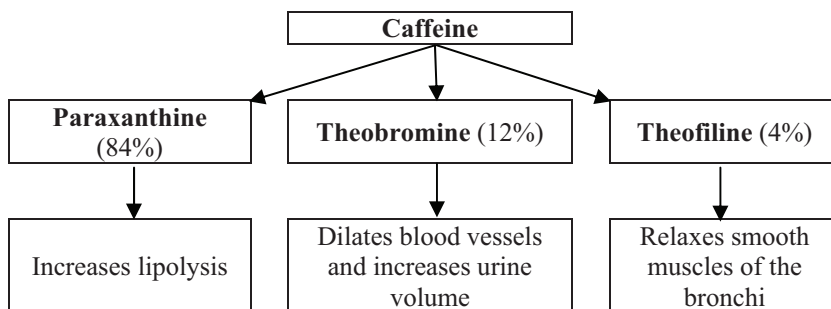 Caffeine
Paraxanthine
(84%)
Theobromine (12%)
Theofiline (4%)
Increases lipolysis
Dilates blood vessels
and increases urine
volume
Relaxes smooth
muscles of the
bronchi